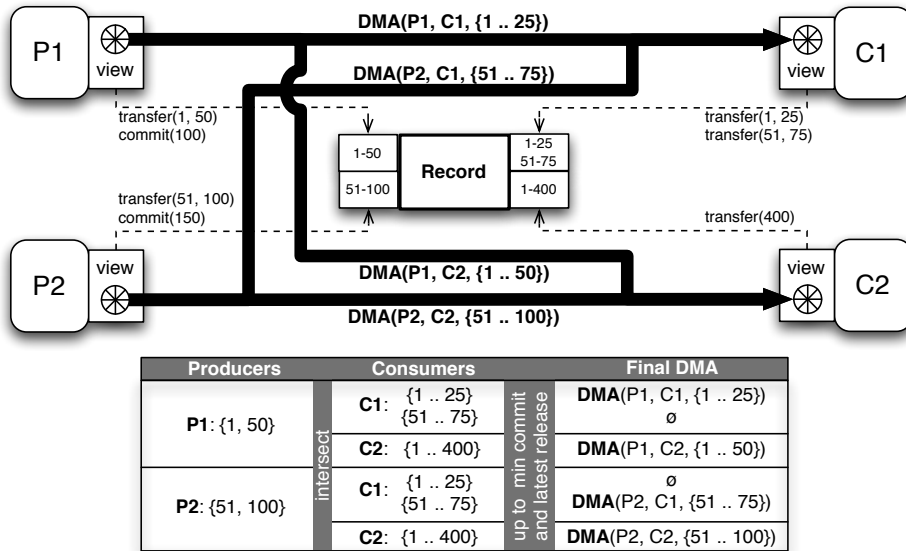 DMA(P1, C1, {1 .. 25})
P1
view
C1
view
DMA(P2, C1, {51 .. 75})
transfer(1, 50)
commit(100)
transfer(1, 25)
transfer(51, 75)
1-50
51-100
Record
1-25
51-75
1-400
transfer(51, 100)
commit(150)
transfer(400)
P2
view
C2
view
DMA(P1, C2, {1 .. 50})
DMA(P2, C2, {51 .. 100})
Producers
Consumers
Final DMA
P1: {1, 50}
intersect
C1: {1 .. 25}
{51 .. 75}
up to min commit
and latest release
DMA(P1, C1, {1 .. 25})
ø
C2: {1 .. 400}
DMA(P1, C2, {1 .. 50})
P2: {51, 100}
C1: {1 .. 25}
{51 .. 75}
ø
DMA(P2, C1, {51 .. 75})
C2: {1 .. 400}
DMA(P2, C2, {51 .. 100})